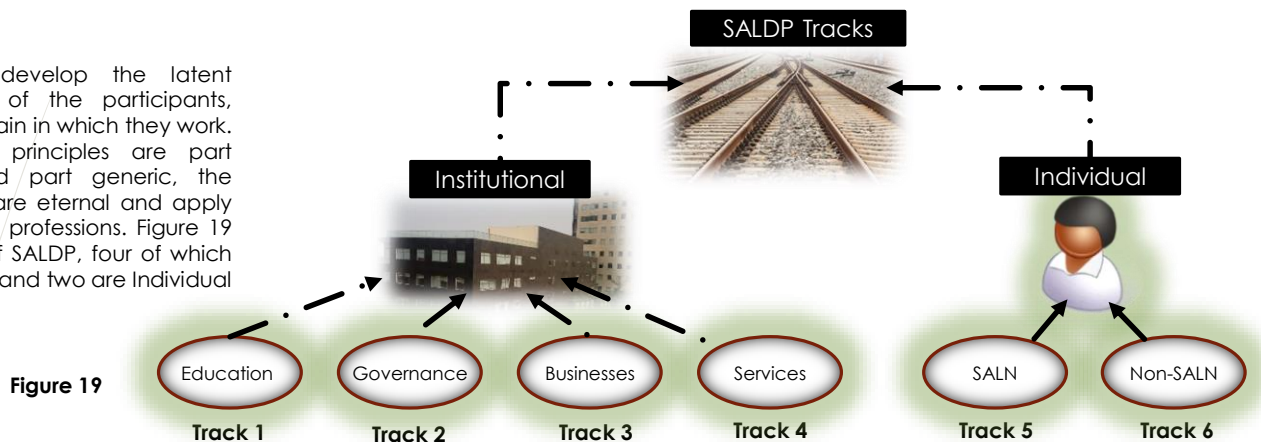 SALDP Tracks
develop the latent
of the participants,
in which they work.
principles are part
part generic, the
are eternal and apply
professions. Figure 19
SALDP, four of which
and two are Individual
Institutional
Individual
Education
Governance
Businesses
Services
SALN
Non-SALN
Figure 19
Track 1
Track 2
Track 3
Track 4
Track 5
Track 6